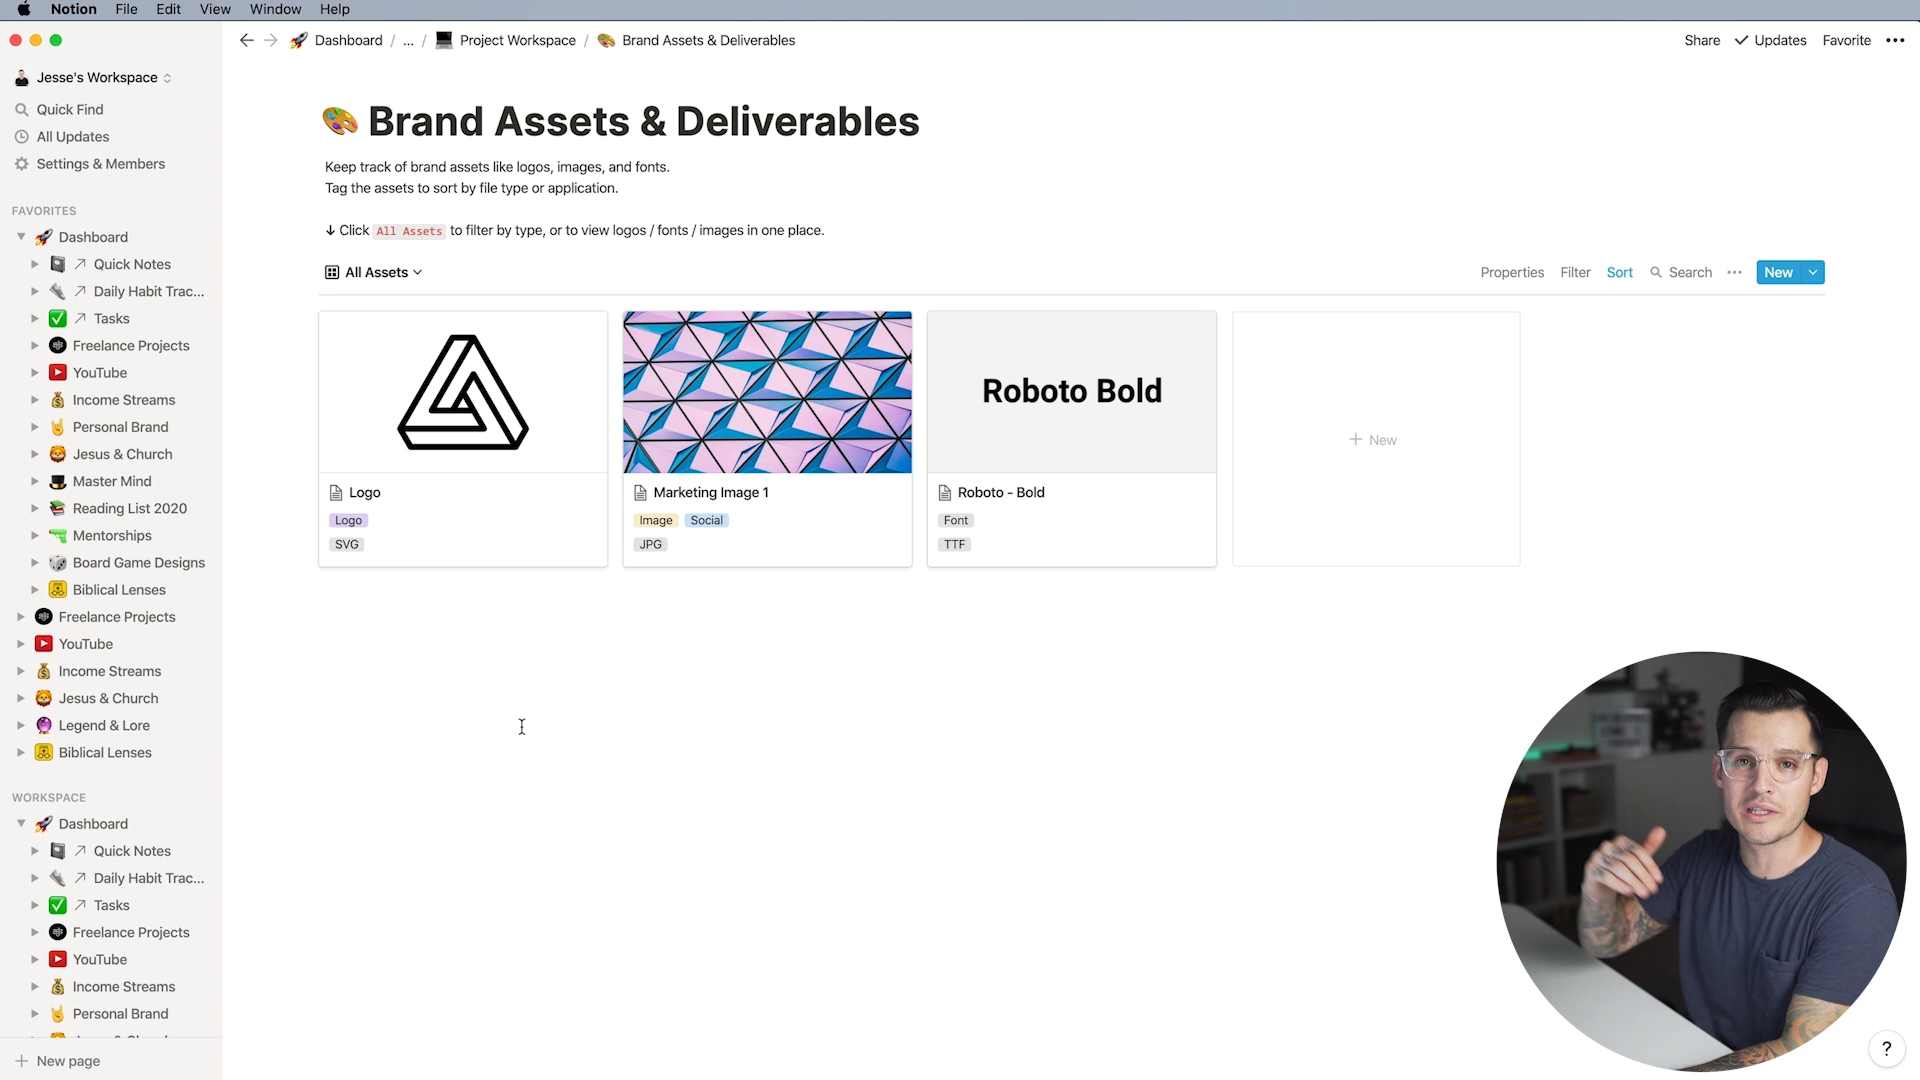 Notion File Edit View Window Help
Dashboard / ... / Project Workspace / Brand Assets & Deliverables
Share Updates Favorite
Jesse's Workspace
Quick Find
All Updates
Settings & Members
FAVORITES
Dashboard
Quick Notes
Daily Habit Trac...
Tasks
Freelance Projects
YouTube
Income Streams
Personal Brand
Jesus & Church
Master Mind
Reading List 2020
Mentorships
Board Game Designs
Biblical Lenses
Freelance Projects
YouTube
Income Streams
Jesus & Church
Legend & Lore
Biblical Lenses
WORKSPACE
Dashboard
Quick Notes
Daily Habit Trac...
Tasks
Freelance Projects
YouTube
Income Streams
Personal Brand
New page
Brand Assets & Deliverables
Keep track of brand assets like logos, images, and fonts.
Tag the assets to sort by file type or application.
↓ Click All Assets to filter by type, or to view logos / fonts / images in one place.
All Assets
Properties Filter Sort Search ••• New
Logo
Logo
SVG
Marketing Image 1
Image Social
JPG
Roboto Bold
Roboto - Bold
Font
TTF
+ New
?